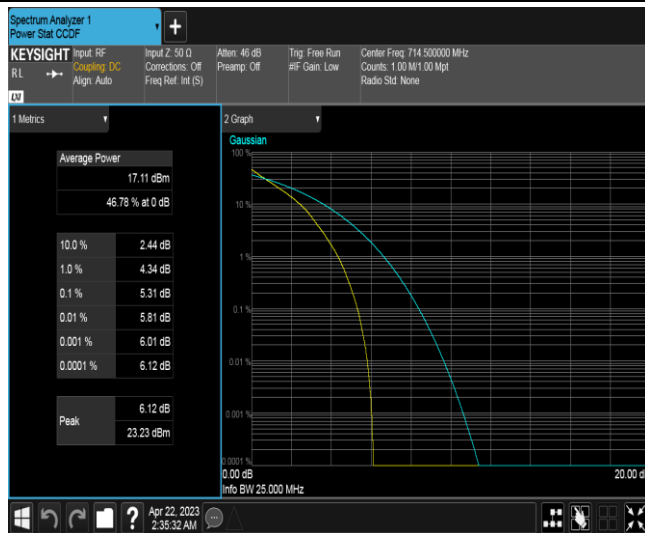 Spectrum Analyzer 1
Power Stat CCDF
+
KEYSIGHT
RL
Input: RF
Coupling: DC
Align: Auto
Input Z: 50 Ω
Corrections: Off
Freq Ref: Int (S)
Atten: 46 dB
Preamp: Off
Trig: Free Run
#IF Gain: Low
Center Freq: 714.500000 MHz
Counts: 1.00 M/1.00 Mpt
Radio Std: None
1 Metrics
Average Power
17.11 dBm
46.78 % at 0 dB
10.0 % 2.44 dB
1.0 % 4.34 dB
0.1 % 5.31 dB
0.01 % 5.81 dB
0.001 % 6.01 dB
0.0001 % 6.12 dB
Peak
6.12 dB
23.23 dBm
2 Graph
Gaussian
100 %
10 %
1 %
0.1 %
0.01 %
0.001 %
0.0001 %
0.00 dB
20.00 d
Info BW 25.000 MHz
?
Apr 22, 2023
2:35:32 AM